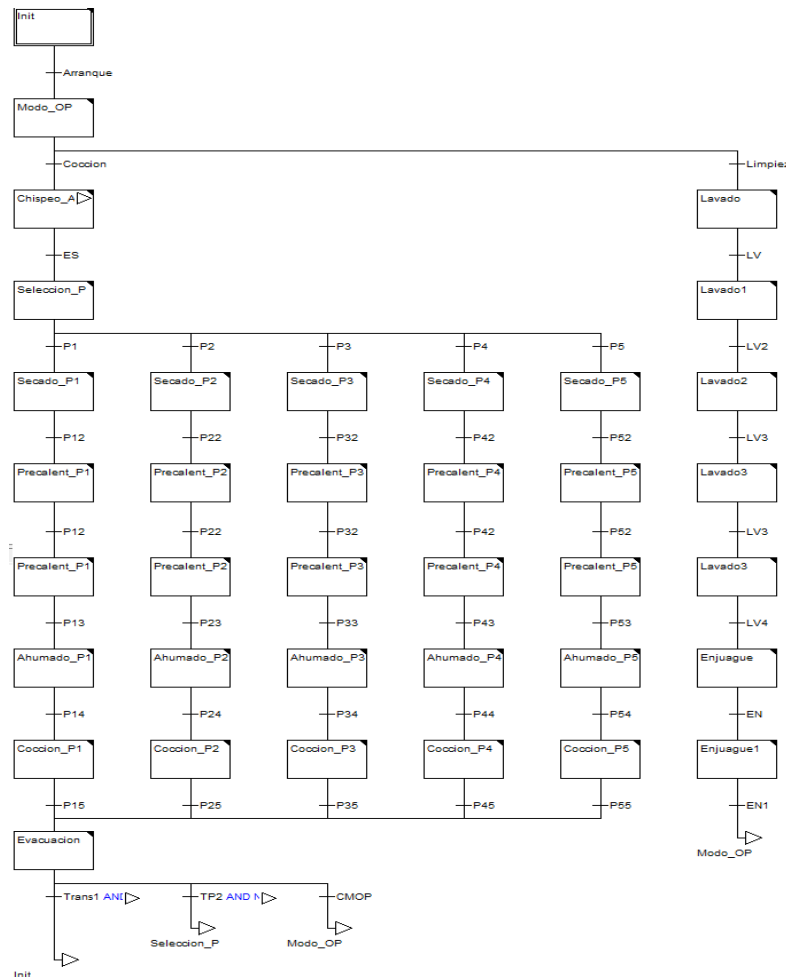 Init
Arranque
Modo_OP
Coccion
Limpiez
Chispeo_A
Lavado
ES
LV
Seleccion_P
Lavado1
P1 P2 P3 P4 P5 LV2
Secado_P1 Secado_P2 Secado_P3 Secado_P4 Secado_P5 Lavado2
P12 P22 P32 P42 P52 LV3
Precalent_P1 Precalent_P2 Precalent_P3 Precalent_P4 Precalent_P5 Lavado3
P12 P22 P32 P42 P52 LV3
Precalent_P1 Precalent_P2 Precalent_P3 Precalent_P4 Precalent_P5 Lavado3
P13 P23 P33 P43 P53 LV4
Ahumado_P1 Ahumado_P2 Ahumado_P3 Ahumado_P4 Ahumado_P5 Enjuague
P14 P24 P34 P44 P54 EN
Coccion_P1 Coccion_P2 Coccion_P3 Coccion_P4 Coccion_P5 Enjuague1
P15 P25 P35 P45 P55 EN1
Evacuacion
Modo_OP
Trans1 AND TP2 AND N CMOP
Seleccion_P Modo_OP
Init